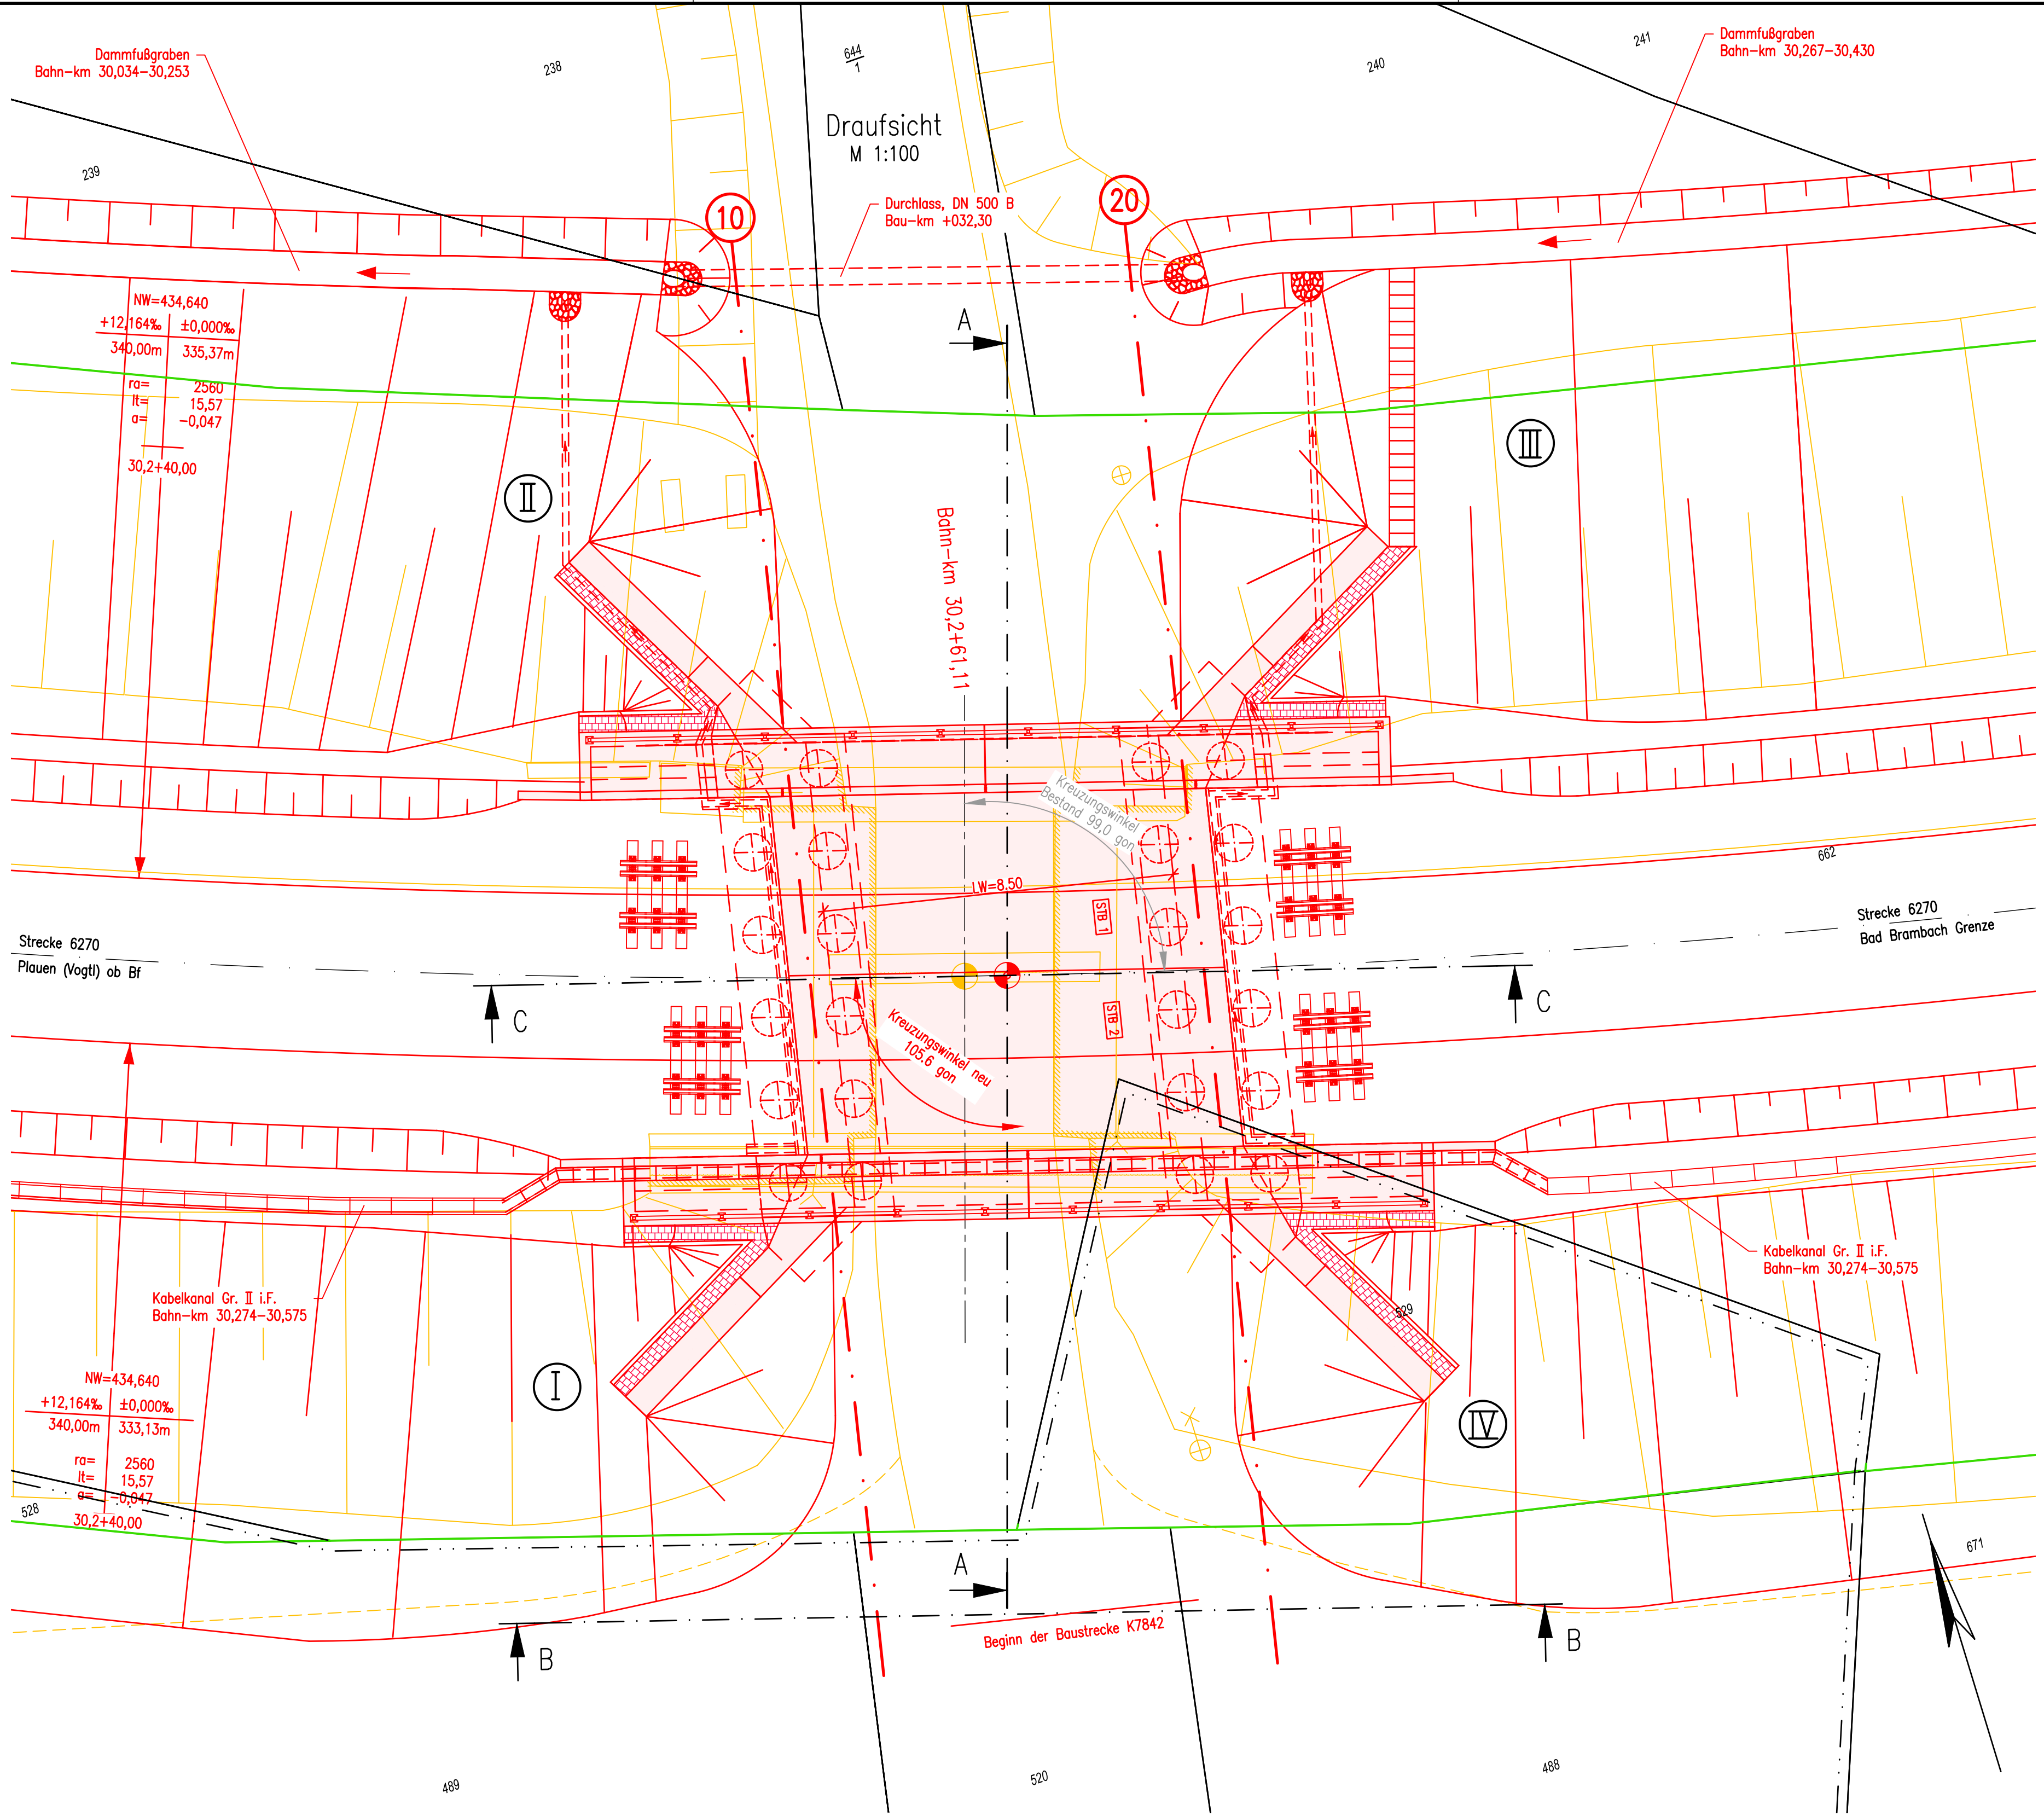 Dammfußgraben
Bahn-km 30,034-30,253
238
644
1
240
241
Dammfußgraben
Bahn-km 30,267-30,430
Draufsicht
M 1:100
239
10
Durchlass, DN 500 B
Bau-km +032,30
20
A
NW=434,640
+12,164‰ ±0,000‰
340,00m 335,37m
ra= 2560
lt= 15,57
a= -0,047
30,2+40,00
II
III
Bahn-km 30,2+61,11
Kreuzungswinkel
Bestand 99,0 gon
LW=8,50
STB 1
662
Strecke 6270
Plauen (Vogtl) ob Bf
Strecke 6270
Bad Brambach Grenze
C
C
STB 2
Kreuzungswinkel neu
105.6 gon
Kabelkanal Gr. II i.F.
Bahn-km 30,274-30,575
Kabelkanal Gr. II i.F.
Bahn-km 30,274-30,575
529
I
IV
NW=434,640
+12,164‰ ±0,000‰
340,00m 333,13m
ra= 2560
lt= 15,57
a= -0,047
30,2+40,00
528
671
A
Beginn der Baustrecke K7842
B
B
489
520
488